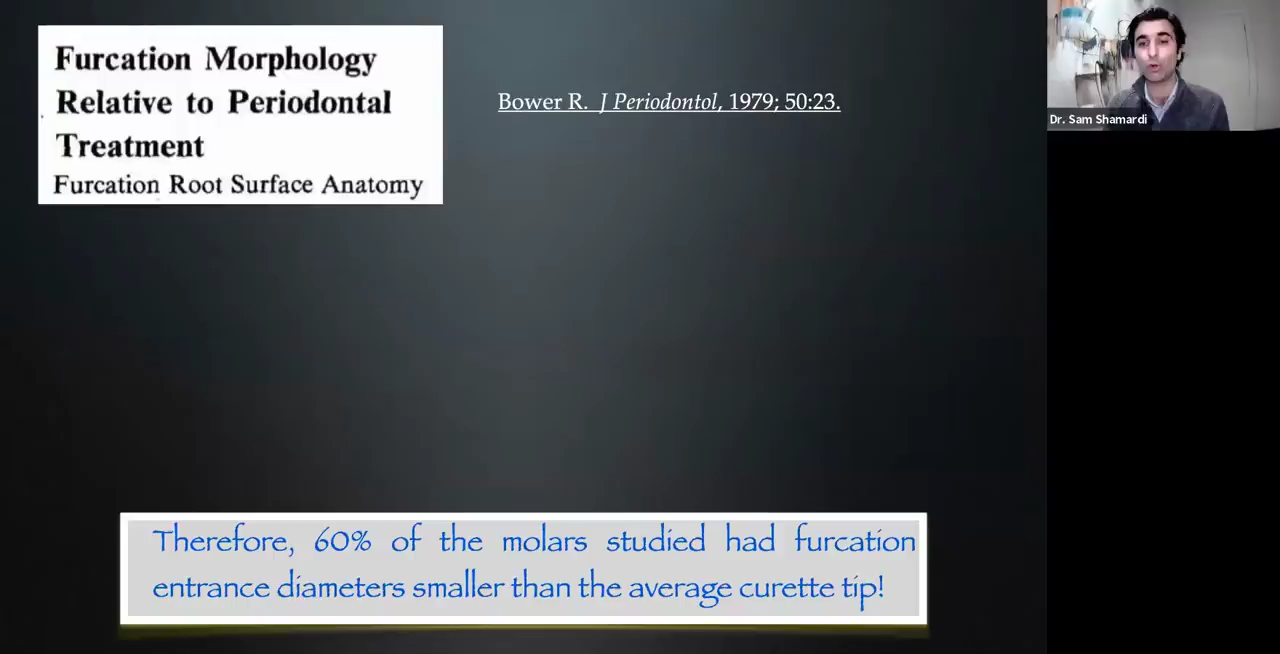 Furcation Morphology
Relative to Periodontal
Treatment
Furcation Root Surface Anatomy
Bower R. J Periodontol, 1979; 50:23.
Dr. Sam Shamardi
Therefore, 60% of the molars studied had furcation
entrance diameters smaller than the average curette tip!